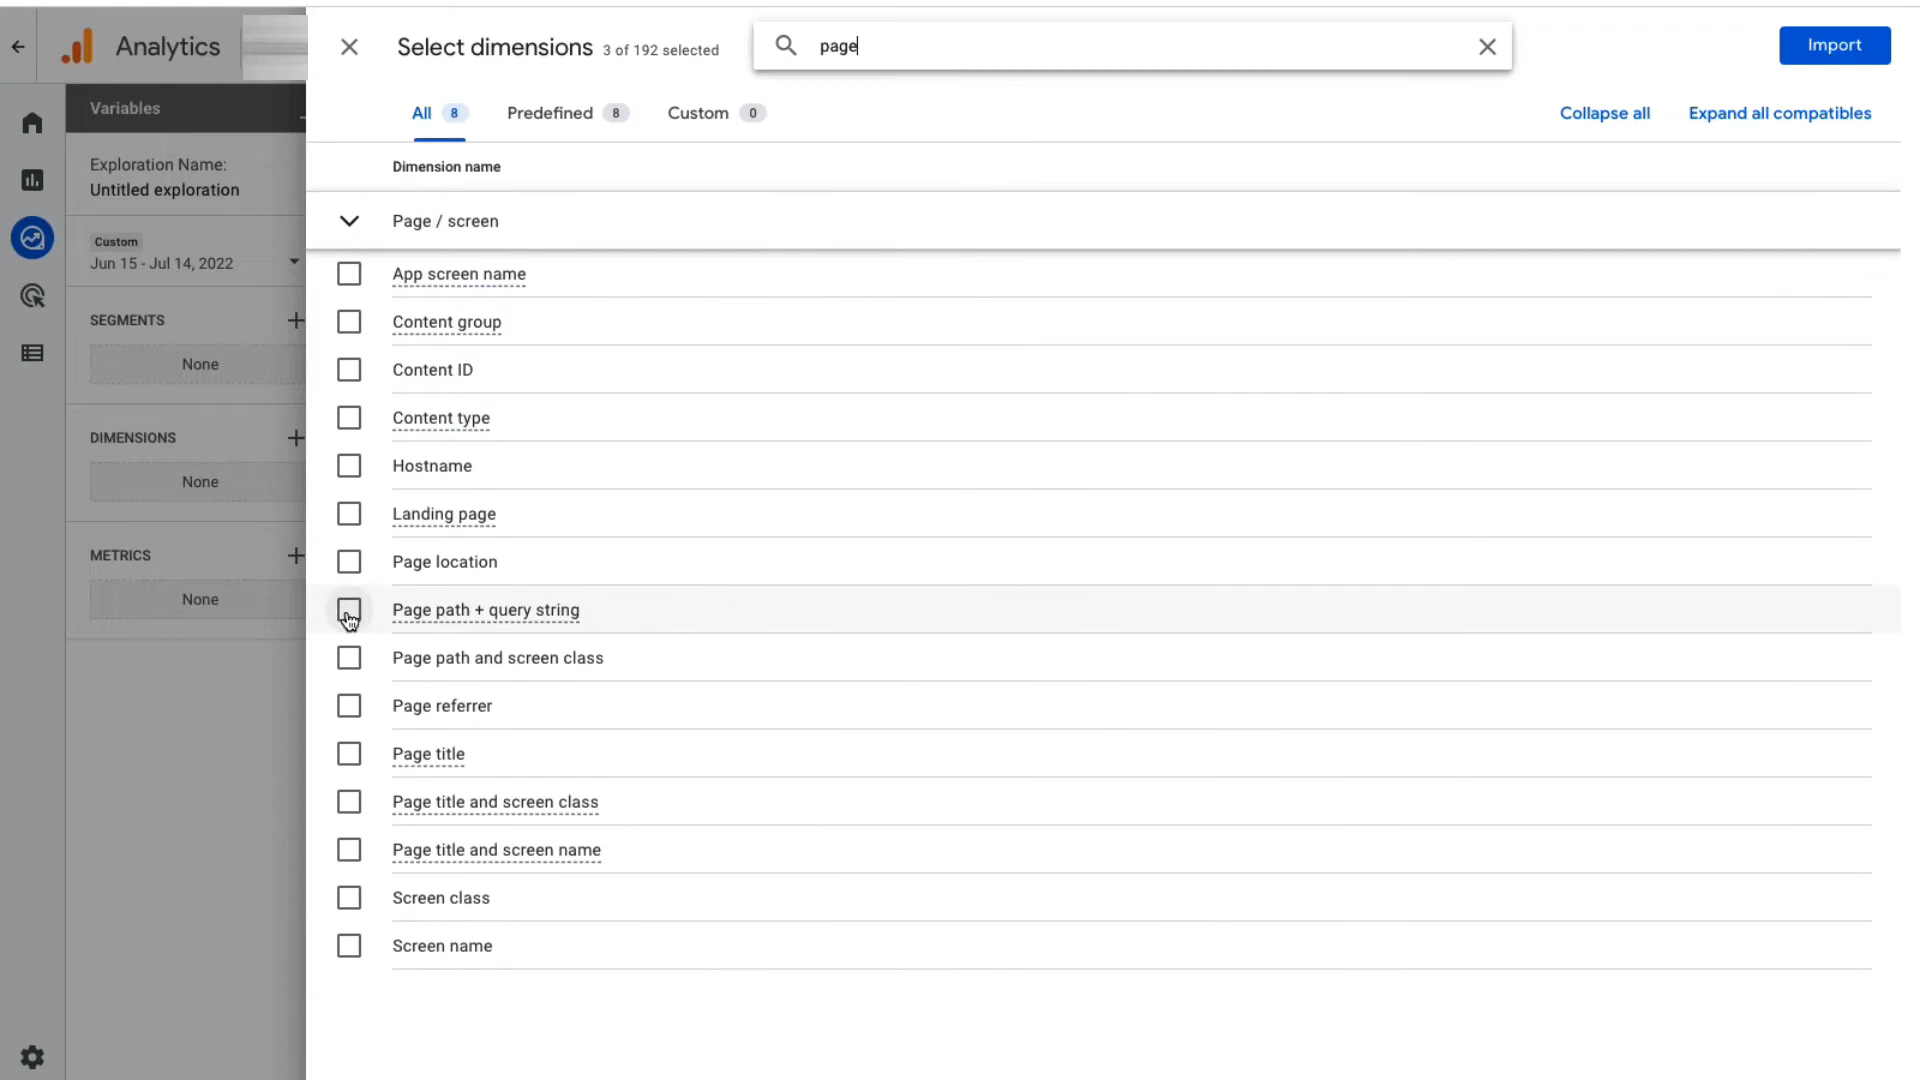 Analytics
Select dimensions 3 of 192 selected
page
Import
Variables
All 8
Predefined 8
Custom 0
Collapse all
Expand all compatibles
Dimension name
Exploration Name:
Untitled exploration
Page / screen
Custom
Jun 15 - Jul 14, 2022
App screen name
SEGMENTS
Content group
None
Content ID
Content type
DIMENSIONS
Hostname
None
Landing page
METRICS
Page location
None
Page path + query string
Page path and screen class
Page referrer
Page title
Page title and screen class
Page title and screen name
Screen class
Screen name